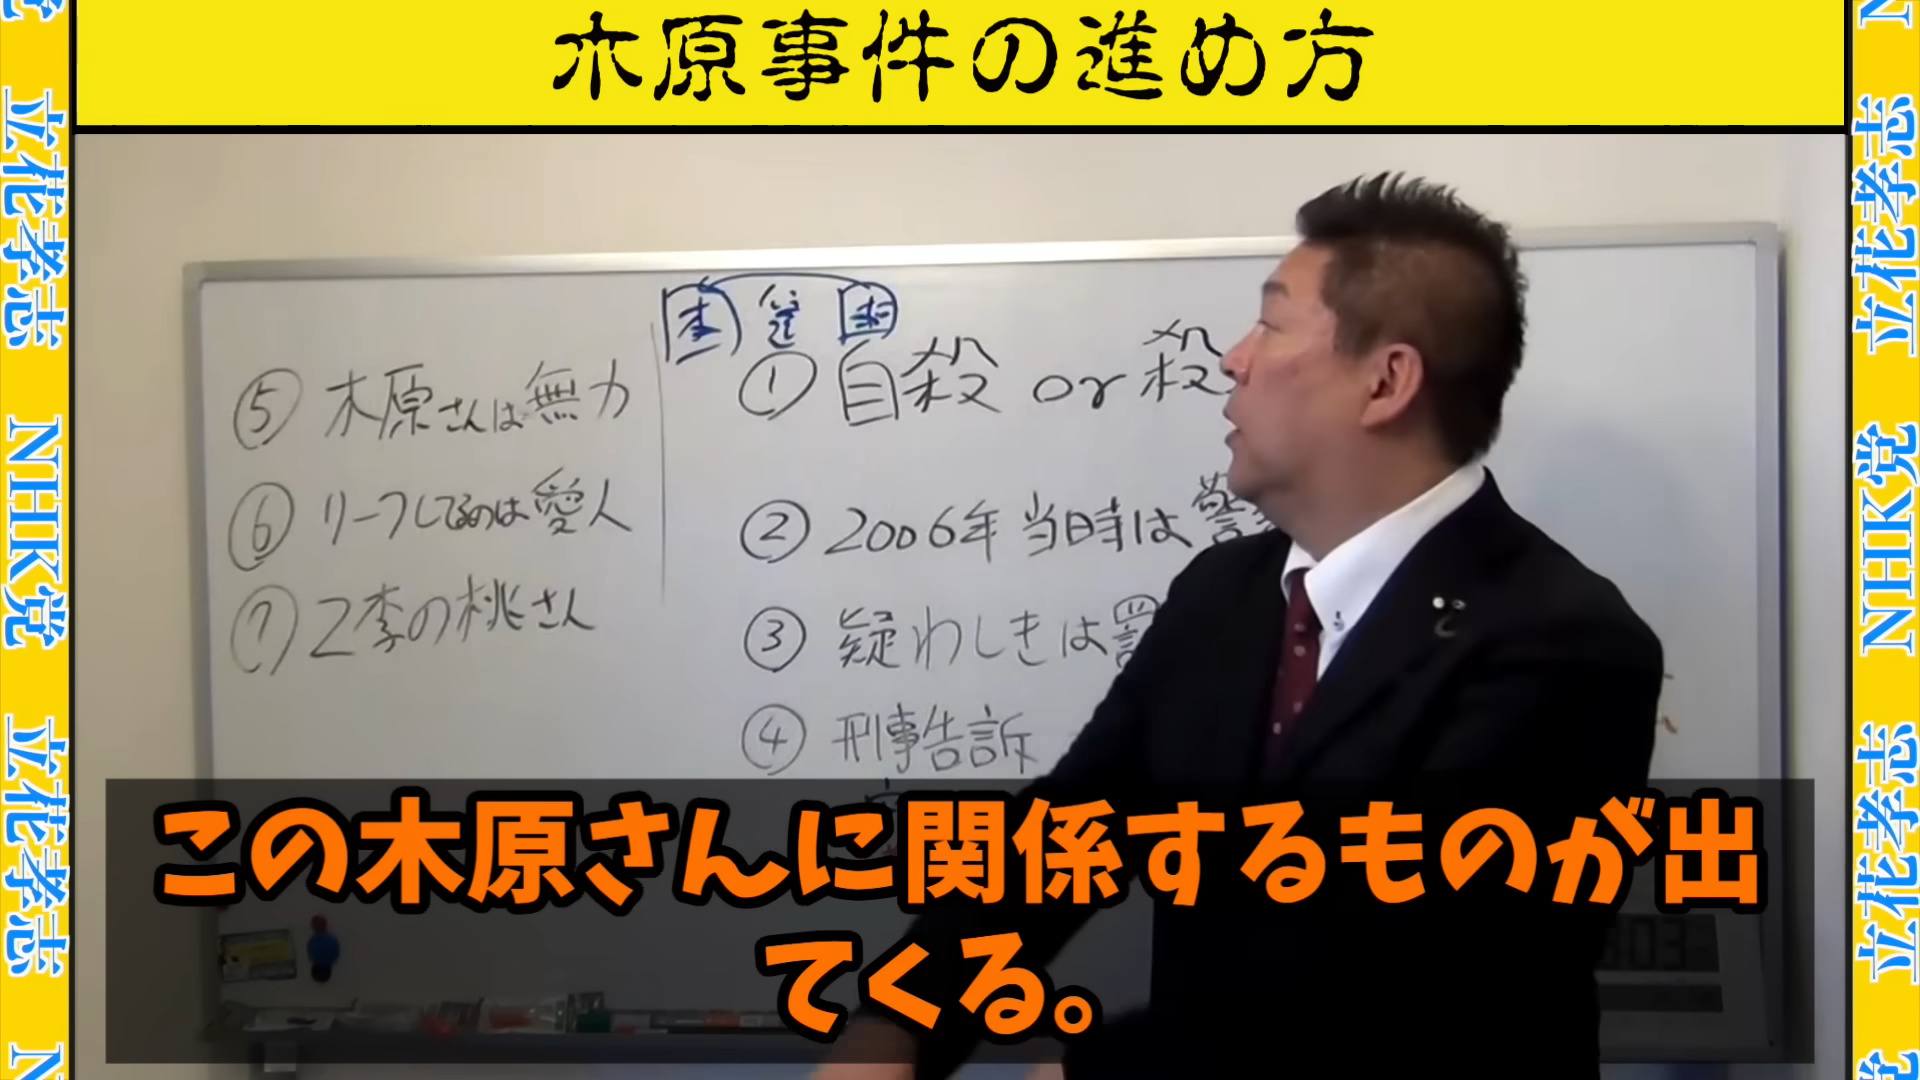 木原事件の進め方
立花孝志 NHK党 立花孝志
立花孝志 NHK党 立花孝志
① 自殺 or 殺
② 2006年 当時は警
③ 疑わしきは罰
④ 刑事告訴
⑤ 木原さんは無力
⑥ リークしてるのは愛人
⑦ Z李の桃さん
この木原さんに関係するものが出
てくる。